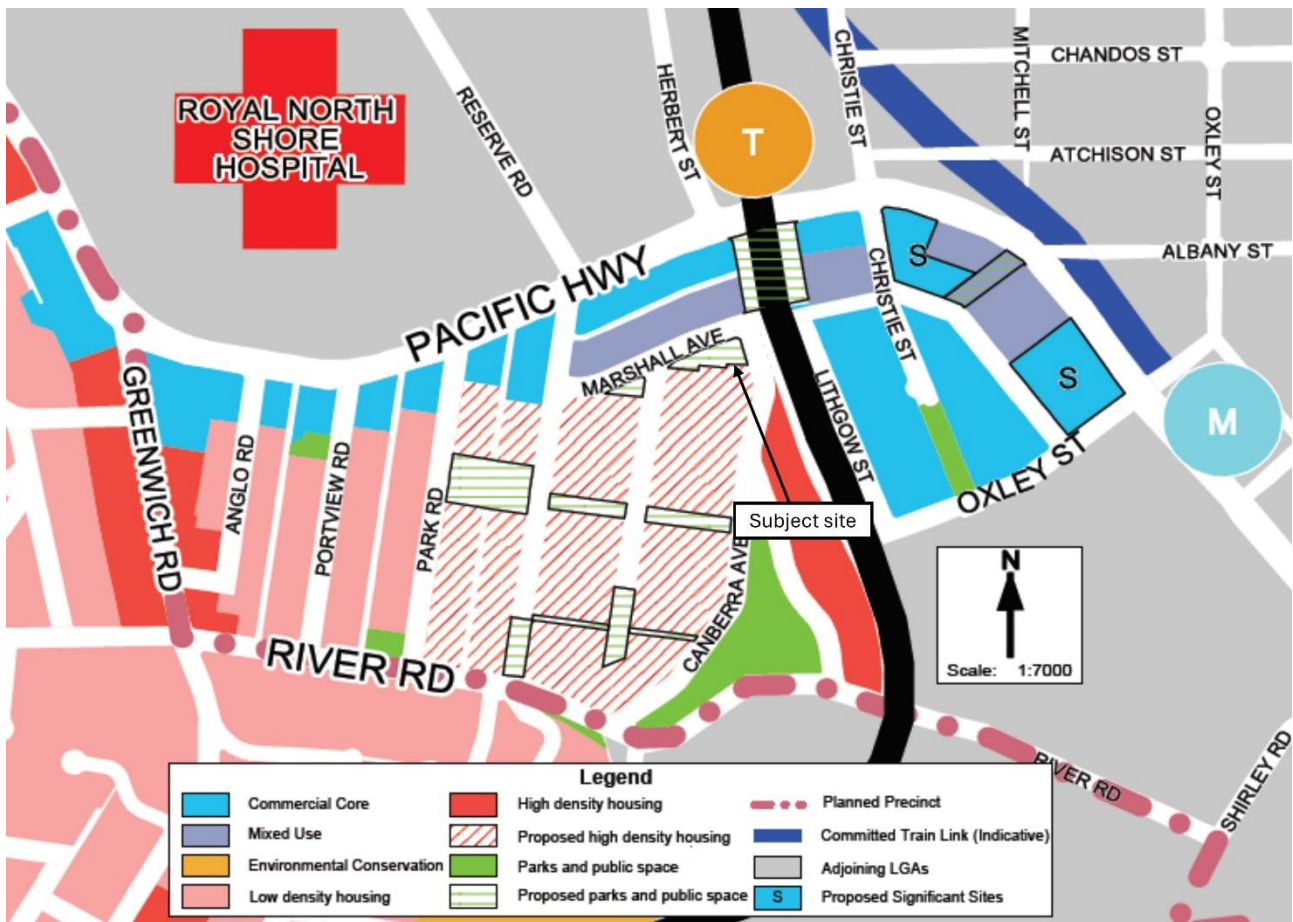 ROYAL NORTH
SHORE
HOSPITAL
RESERVE RD
HERBERT ST
T
CHRISTIE ST
MITCHELL ST
CHANDOS ST
OXLEY ST
ATCHISON ST
ALBANY ST
PACIFIC HWY
CHRISTIE ST
S
S
M
MARSHALL AVE
LITHGOW ST
OXLEY ST
GREENWICH RD
ANGLO RD
PORTVIEW RD
PARK RD
Subject site
CANBERRA AVE
N
Scale: 1:7000
RIVER RD
RIVER RD
SHIRLEY RD
Legend
Commercial Core
High density housing
Planned Precinct
Mixed Use
Proposed high density housing
Committed Train Link (Indicative)
Environmental Conservation
Parks and public space
Adjoining LGAs
Low density housing
Proposed parks and public space
S
Proposed Significant Sites